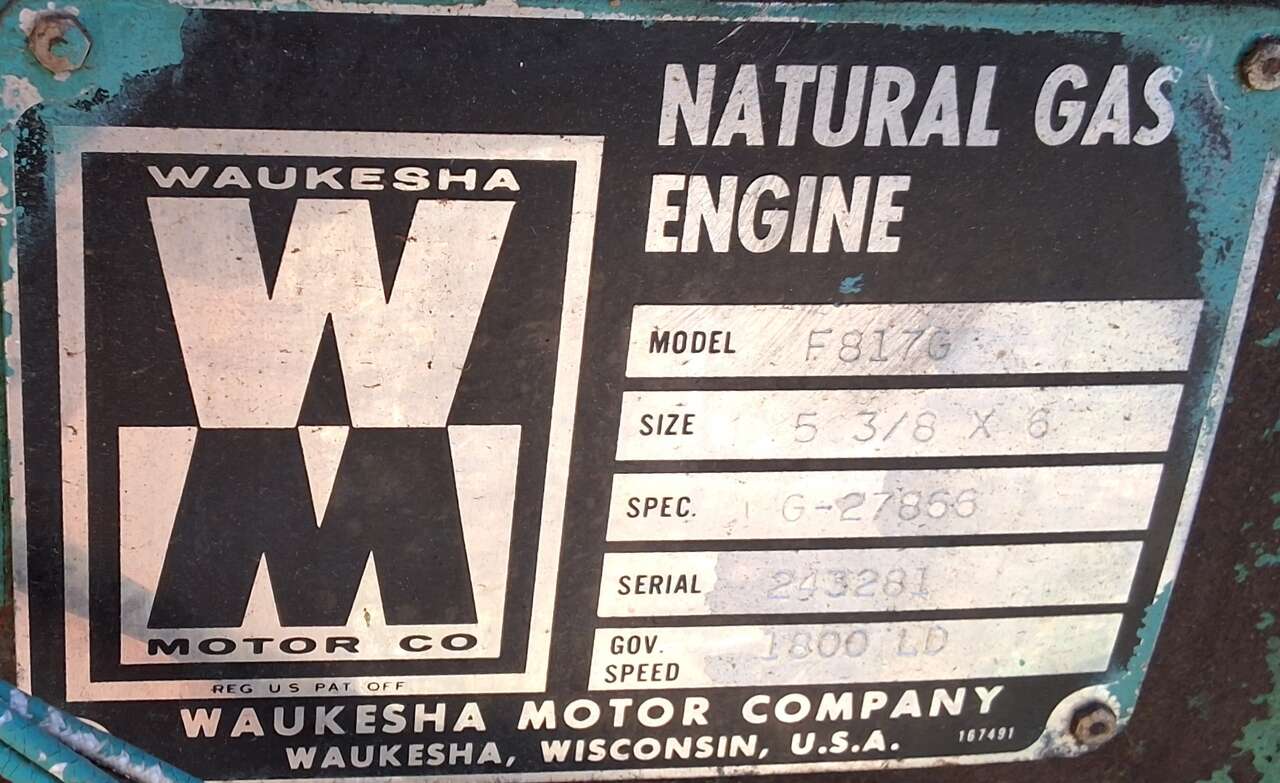 WAUKESHA
WM
MOTOR CO
REG US PAT OFF
NATURAL GAS
ENGINE
MODEL F817G
SIZE 5 3/8 X 6
SPEC. G-27866
SERIAL 243281
GOV.
SPEED 1800 LD
WAUKESHA MOTOR COMPANY
WAUKESHA, WISCONSIN, U.S.A.
167491